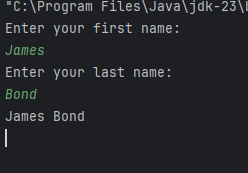 "C:\Program Files\Java\jdk-23\
Enter your first name:
James
Enter your last name:
Bond
James Bond